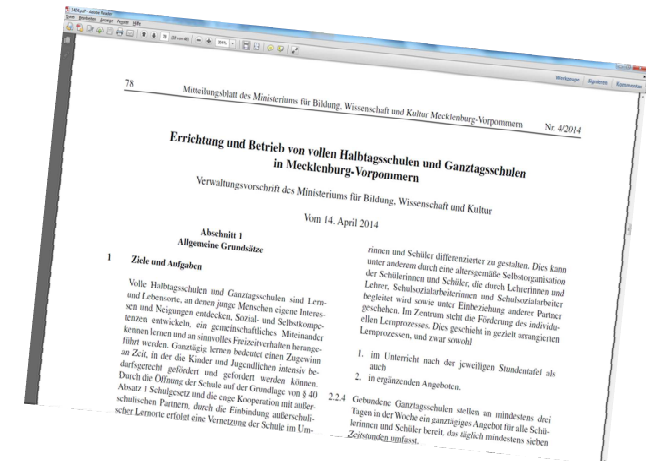 78
Mitteilungsblatt des Ministeriums für Bildung, Wissenschaft und Kultur Mecklenburg-Vorpommern
Nr. 4/2014
Errichtung und Betrieb von vollen Halbtagsschulen und Ganztagsschulen
in Mecklenburg-Vorpommern
Verwaltungsvorschrift des Ministeriums für Bildung, Wissenschaft und Kultur
Vom 14. April 2014
Abschnitt 1
Allgemeine Grundsätze
1 Ziele und Aufgaben
Volle Halbtagsschulen und Ganztagsschulen sind Lern-
und Lebensorte, an denen junge Menschen eigene Interes-
sen und Neigungen entdecken, Sozial- und Selbstkompe-
tenzen entwickeln, ein gemeinschaftliches Miteinander
kennen lernen und an sinnvolles Freizeitverhalten herange-
führt werden. Ganztägig lernen bedeutet einen Zugewinn
an Zeit, in der die Kinder und Jugendlichen intensiv be-
darfsgerecht gefördert und gefordert werden können.
Durch die Öffnung der Schule auf der Grundlage von § 40
Absatz 1 Schulgesetz und die enge Kooperation mit außer-
schulischen Partnern, durch die Einbindung außerschuli-
scher Lernorte erfolgt eine Vernetzung der Schule im Um-
rinnen und Schüler differenzierter zu gestalten. Dies kann
unter anderem durch eine altersgemäße Selbstorganisation
der Schülerinnen und Schüler, die durch Lehrerinnen und
Lehrer, Schulsozialarbeiterinnen und Schulsozialarbeiter
begleitet wird sowie unter Einbeziehung anderer Partner
geschehen. Im Zentrum steht die Förderung des individu-
ellen Lernprozesses. Dies geschieht in gezielt arrangierten
Lernprozessen, und zwar sowohl
1. im Unterricht nach der jeweiligen Stundentafel als
auch
2. in ergänzenden Angeboten.
2.2.4 Gebundene Ganztagsschulen stellen an mindestens drei
Tagen in der Woche ein ganztägiges Angebot für alle Schü-
lerinnen und Schüler bereit, das täglich mindestens sieben
Zeitstunden umfasst.